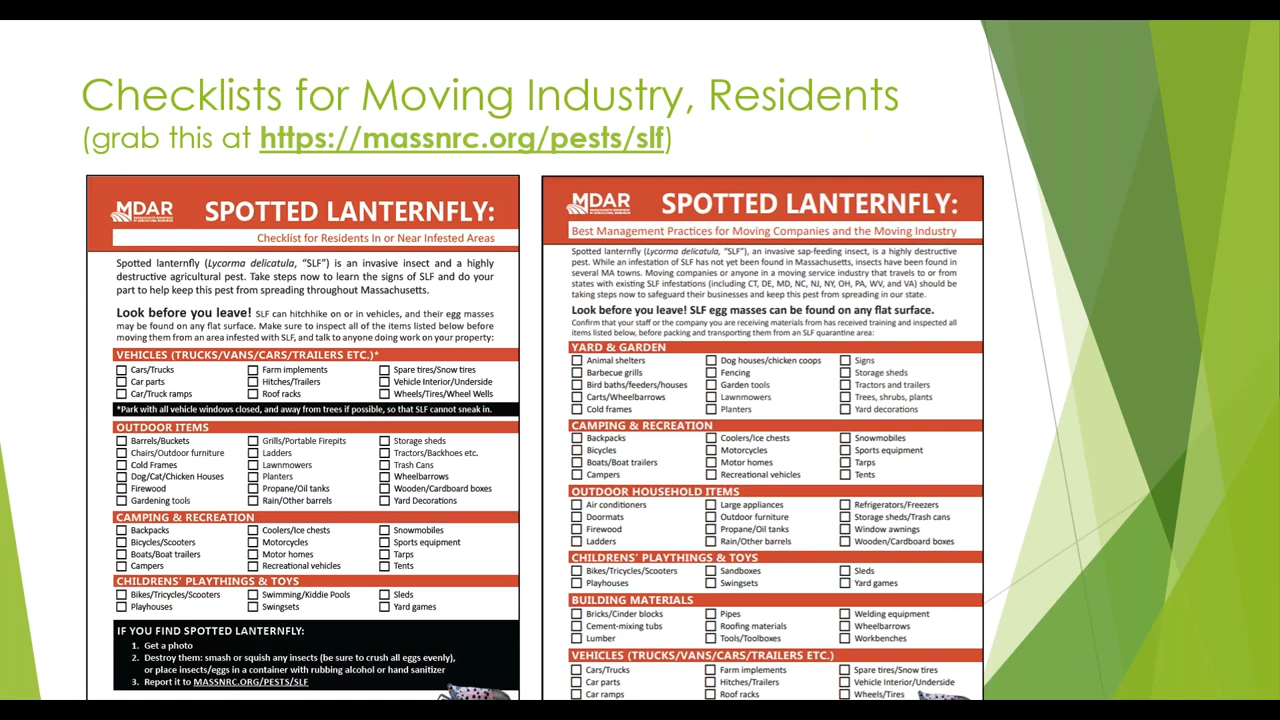 Checklists for Moving Industry, Residents
(grab this at https://massnrc.org/pests/slf)
MDAR
SPOTTED LANTERNFLY:
Checklist for Residents In or Near Infested Areas
Spotted lanternfly (Lycorma delicatula, “SLF”) is an invasive insect and a highly
destructive agricultural pest. Take steps now to learn the signs of SLF and do your
part to help keep this pest from spreading throughout Massachusetts.
Look before you leave! SLF can hitchhike on or in vehicles, and their egg masses
may be found on any flat surface. Make sure to inspect all of the items listed below before
moving them from an area infested with SLF, and talk to anyone doing work on your property:
VEHICLES (TRUCKS/VANS/CARS/TRAILERS ETC.)*
Cars/Trucks Farm implements Spare tires/Snow tires
Car parts Hitches/Trailers Vehicle Interior/Underside
Car/Truck ramps Roof racks Wheels/Tires/Wheel Wells
*Park with all vehicle windows closed, and away from trees if possible, so that SLF cannot sneak in.
OUTDOOR ITEMS
Barrels/Buckets Grills/Portable Firepits Storage sheds
Chairs/Outdoor furniture Ladders Tractors/Backhoes etc.
Cold Frames Lawnmowers Trash Cans
Dog/Cat/Chicken Houses Planters Wheelbarrows
Firewood Propane/Oil tanks Wooden/Cardboard boxes
Gardening tools Rain/Other barrels Yard Decorations
CAMPING & RECREATION
Backpacks Coolers/Ice chests Snowmobiles
Bicycles/Scooters Motorcycles Sports equipment
Boats/Boat trailers Motor homes Tarps
Campers Recreational vehicles Tents
CHILDRENS’ PLAYTHINGS & TOYS
Bikes/Tricycles/Scooters Swimming/Kiddie Pools Sleds
Playhouses Swingsets Yard games
IF YOU FIND SPOTTED LANTERNFLY:
1. Get a photo
2. Destroy them: smash or squish any insects (be sure to crush all eggs evenly),
or place insects/eggs in a container with rubbing alcohol or hand sanitizer
3. Report it to MASSNRC.ORG/PESTS/SLF
MDAR
SPOTTED LANTERNFLY:
Best Management Practices for Moving Companies and the Moving Industry
Spotted lanternfly (Lycorma delicatula, “SLF”), an invasive sap-feeding insect, is a highly destructive
pest. While an infestation of SLF has not yet been found in Massachusetts, insects have been found in
several MA towns. Moving companies or anyone in a moving service industry that travels to or from
states with existing SLF infestations (including CT, DE, MD, NC, NJ, NY, OH, PA, WV, and VA) should be
taking steps now to safeguard their businesses and keep this pest from spreading in our state.
Look before you leave! SLF egg masses can be found on any flat surface.
Confirm that your staff or the company you are receiving materials from has received training and inspected all
items listed below, before packing and transporting them from an SLF quarantine area:
YARD & GARDEN
Animal shelters Dog houses/chicken coops Signs
Barbecue grills Fencing Storage sheds
Bird baths/feeders/houses Garden tools Tractors and trailers
Carts/Wheelbarrows Lawnmowers Trees, shrubs, plants
Cold frames Planters Yard decorations
CAMPING & RECREATION
Backpacks Coolers/Ice chests Snowmobiles
Bicycles Motorcycles Sports equipment
Boats/Boat trailers Motor homes Tarps
Campers Recreational vehicles Tents
OUTDOOR HOUSEHOLD ITEMS
Air conditioners Large appliances Refrigerators/Freezers
Doormats Outdoor furniture Storage sheds/Trash cans
Firewood Propane/Oil tanks Window awnings
Ladders Rain/Other barrels Wooden/Cardboard boxes
CHILDRENS’ PLAYTHINGS & TOYS
Bikes/Tricycles/Scooters Sandboxes Sleds
Playhouses Swingsets Yard games
BUILDING MATERIALS
Bricks/Cinder blocks Pipes Welding equipment
Cement-mixing tubs Roofing materials Wheelbarrows
Lumber Tools/Toolboxes Workbenches
VEHICLES (TRUCKS/VANS/CARS/TRAILERS ETC.)
Cars/Trucks Farm implements Spare tires/Snow tires
Car parts Hitches/Trailers Vehicle Interior/Underside
Car ramps Roof racks Wheels/Tires